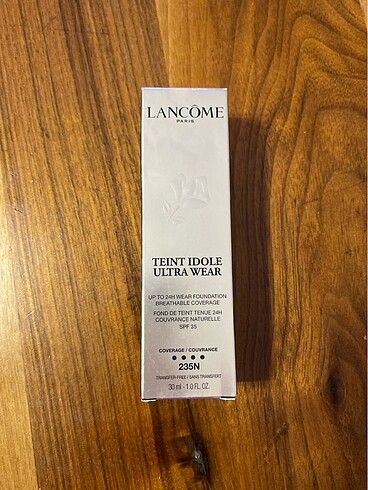 LANCÔME
PARIS
TEINT IDOLE
ULTRA WEAR
UP TO 24H WEAR FOUNDATION
BREATHABLE COVERAGE
FOND DE TEINT TENUE 24H
COUVRANCE NATURELLE
SPF 35
COVERAGE / COUVRANCE
235N
TRANSFER-FREE / SANS TRANSFERT
30 ml - 1.0 FL.OZ.